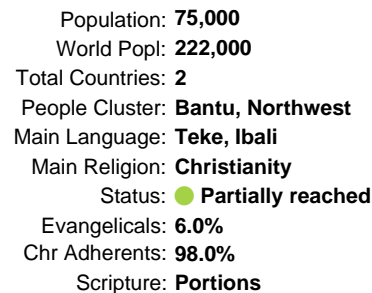 Population: 75,000
World Popl: 222,000
Total Countries: 2
People Cluster: Bantu, Northwest
Main Language: Teke, Ibali
Main Religion: Christianity
Status: Partially reached
Evangelicals: 6.0%
Chr Adherents: 98.0%
Scripture: Portions